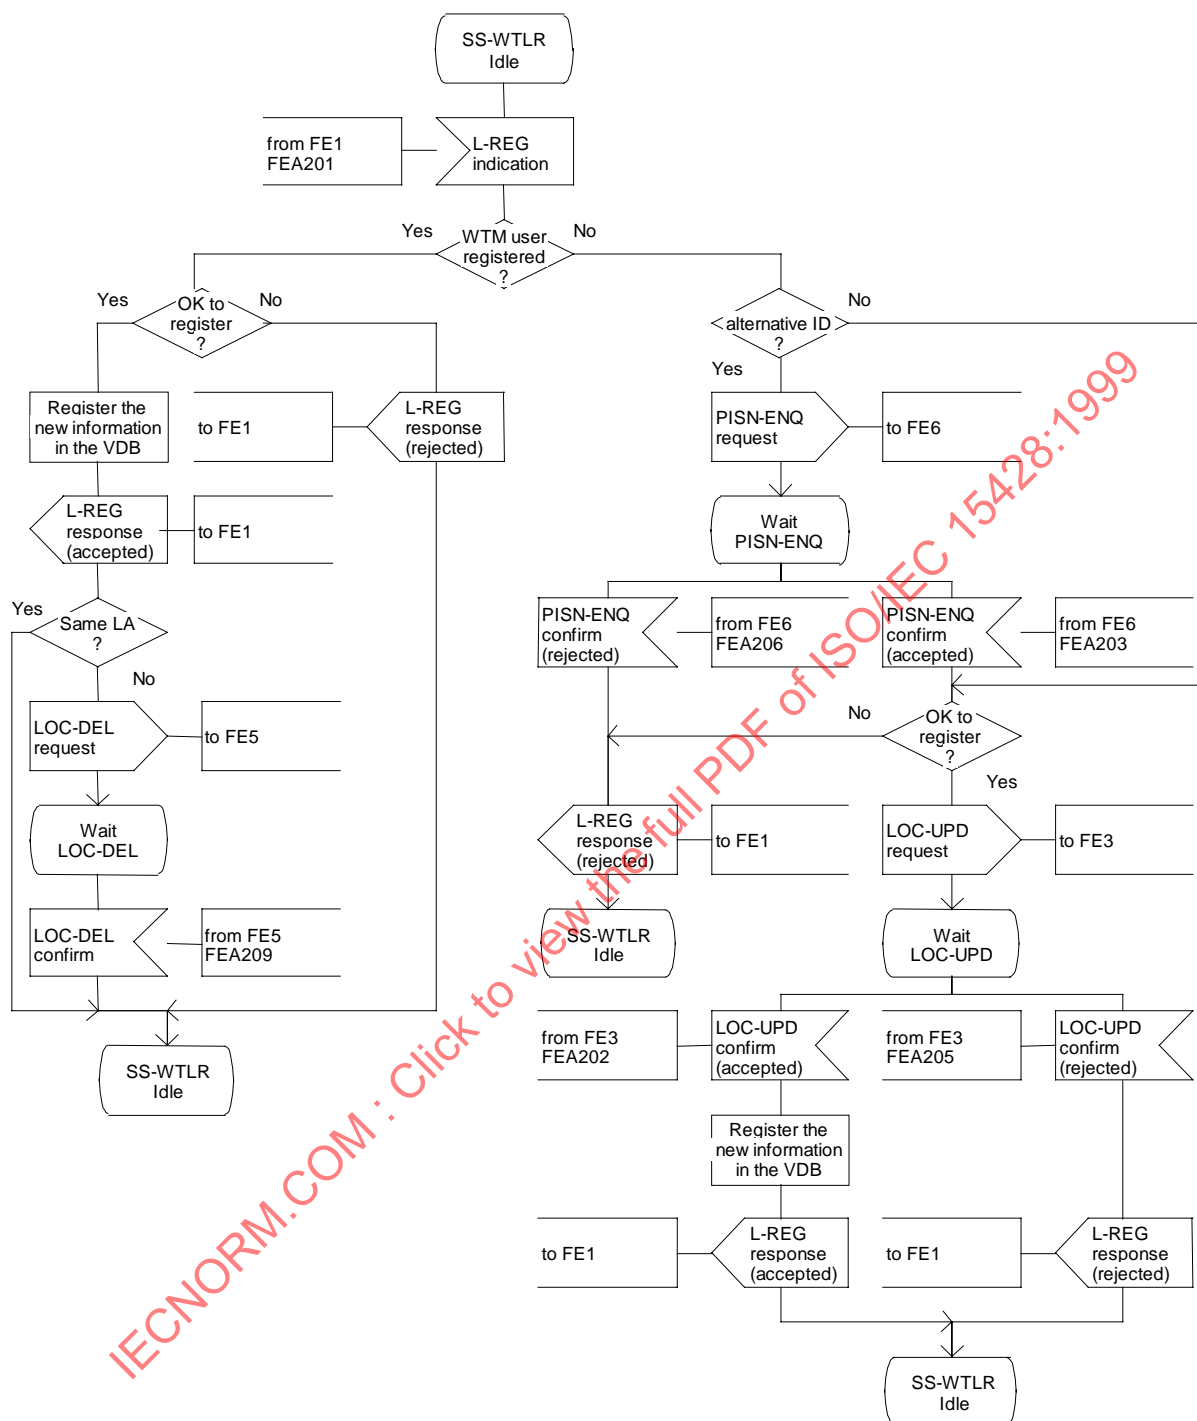 SS-WTLR
Idle
from FE1
FEA201
L-REG
indication
Yes
WTM user
registered
?
No
Yes
OK to
register
?
No
alternative ID
?
No
Yes
Register the
new information
in the VDB
to FE1
L-REG
response
(rejected)
PISN-ENQ
request
to FE6
L-REG
response
(accepted)
to FE1
Wait
PISN-ENQ
Yes
Same LA
?
No
PISN-ENQ
confirm
(rejected)
from FE6
FEA206
PISN-ENQ
confirm
(accepted)
from FE6
FEA203
LOC-DEL
request
to FE5
No
OK to
register
?
Yes
Wait
LOC-DEL
L-REG
response
(rejected)
to FE1
LOC-UPD
request
to FE3
LOC-DEL
confirm
from FE5
FEA209
SS-WTLR
Idle
Wait
LOC-UPD
SS-WTLR
Idle
from FE3
FEA202
LOC-UPD
confirm
(accepted)
from FE3
FEA205
LOC-UPD
confirm
(rejected)
Register the
new information
in the VDB
to FE1
L-REG
response
(accepted)
to FE1
L-REG
response
(rejected)
SS-WTLR
Idle
IECNORM.COM : Click to view the full PDF of ISO/IEC 15428:1999